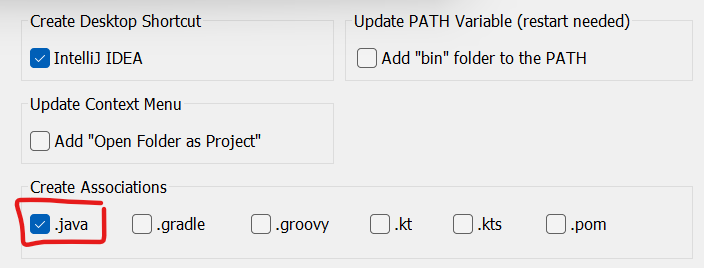 Create Desktop Shortcut
IntelliJ IDEA
Update PATH Variable (restart needed)
Add "bin" folder to the PATH
Update Context Menu
Add "Open Folder as Project"
Create Associations
.java .gradle .groovy .kt .kts .pom